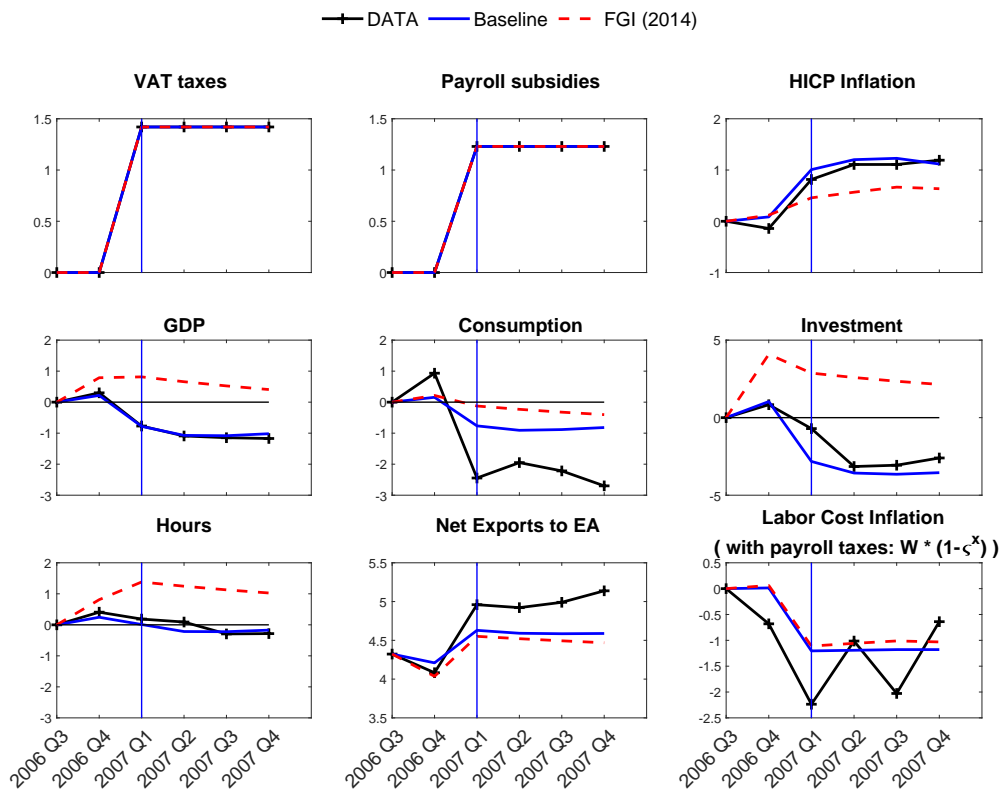 DATA Baseline FGI (2014)
VAT taxes Payroll subsidies HICP Inflation
1.5 1.5 2
1 1 1
0.5 0.5 0
0 0 -1
GDP Consumption Investment
2 2 5
1 1
0 0 0
-1 -1
-2 -2
-3 -3 -5
Hours Net Exports to EA Labor Cost Inflation
( with payroll taxes: W * (1-ςˣ) )
2 5.5 0.5
1 5 0
0 4.5 -0.5
-1 4 -1.0
-2 3.5 -1.5
-3 -2.0
-2.5
2006 Q3 2006 Q4 2007 Q1 2007 Q2 2007 Q3 2007 Q4
2006 Q3 2006 Q4 2007 Q1 2007 Q2 2007 Q3 2007 Q4
2006 Q3 2006 Q4 2007 Q1 2007 Q2 2007 Q3 2007 Q4